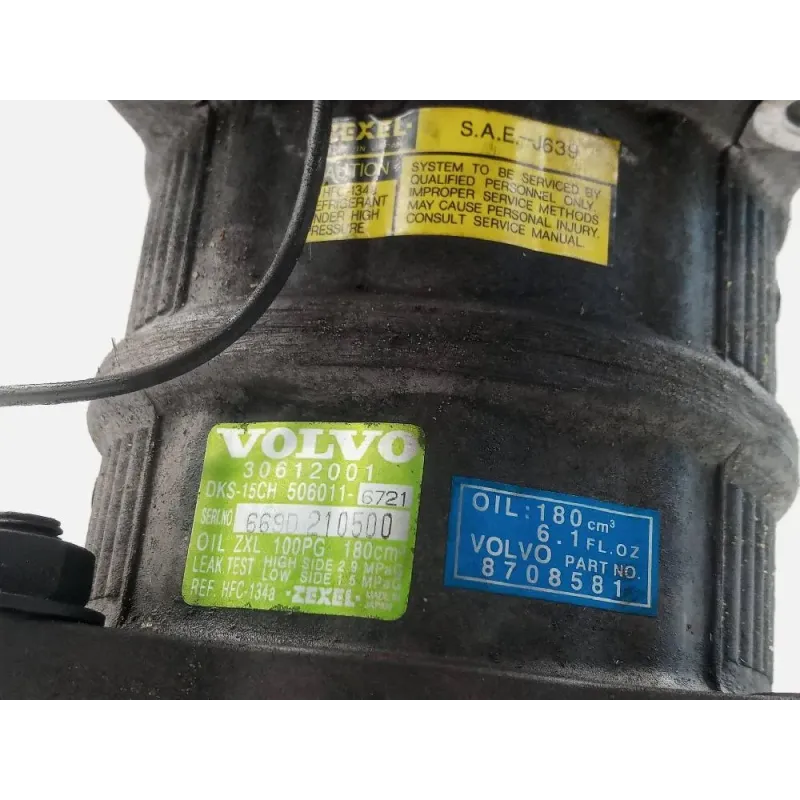 ZEXEL
S.A.E.-J639
HFC-134
REFRIGERANT
UNDER HIGH
PRESSURE
SYSTEM TO BE SERVICED BY
QUALIFIED PERSONNEL ONLY.
IMPROPER SERVICE METHODS
MAY CAUSE PERSONAL INJURY.
CONSULT SERVICE MANUAL.
VOLVO
30612001
DKS-15CH 506011-6721
SERI.NO 669D 210500
OIL ZXL 100PG 180cm³
LEAK TEST HIGH SIDE 2.9 MPaG
LOW SIDE 1.5 MPaG
REF. HFC-134a ZEXEL MADE IN JAPAN
OIL: 180 cm³
6.1 FL.OZ
VOLVO PART NO.
8708581